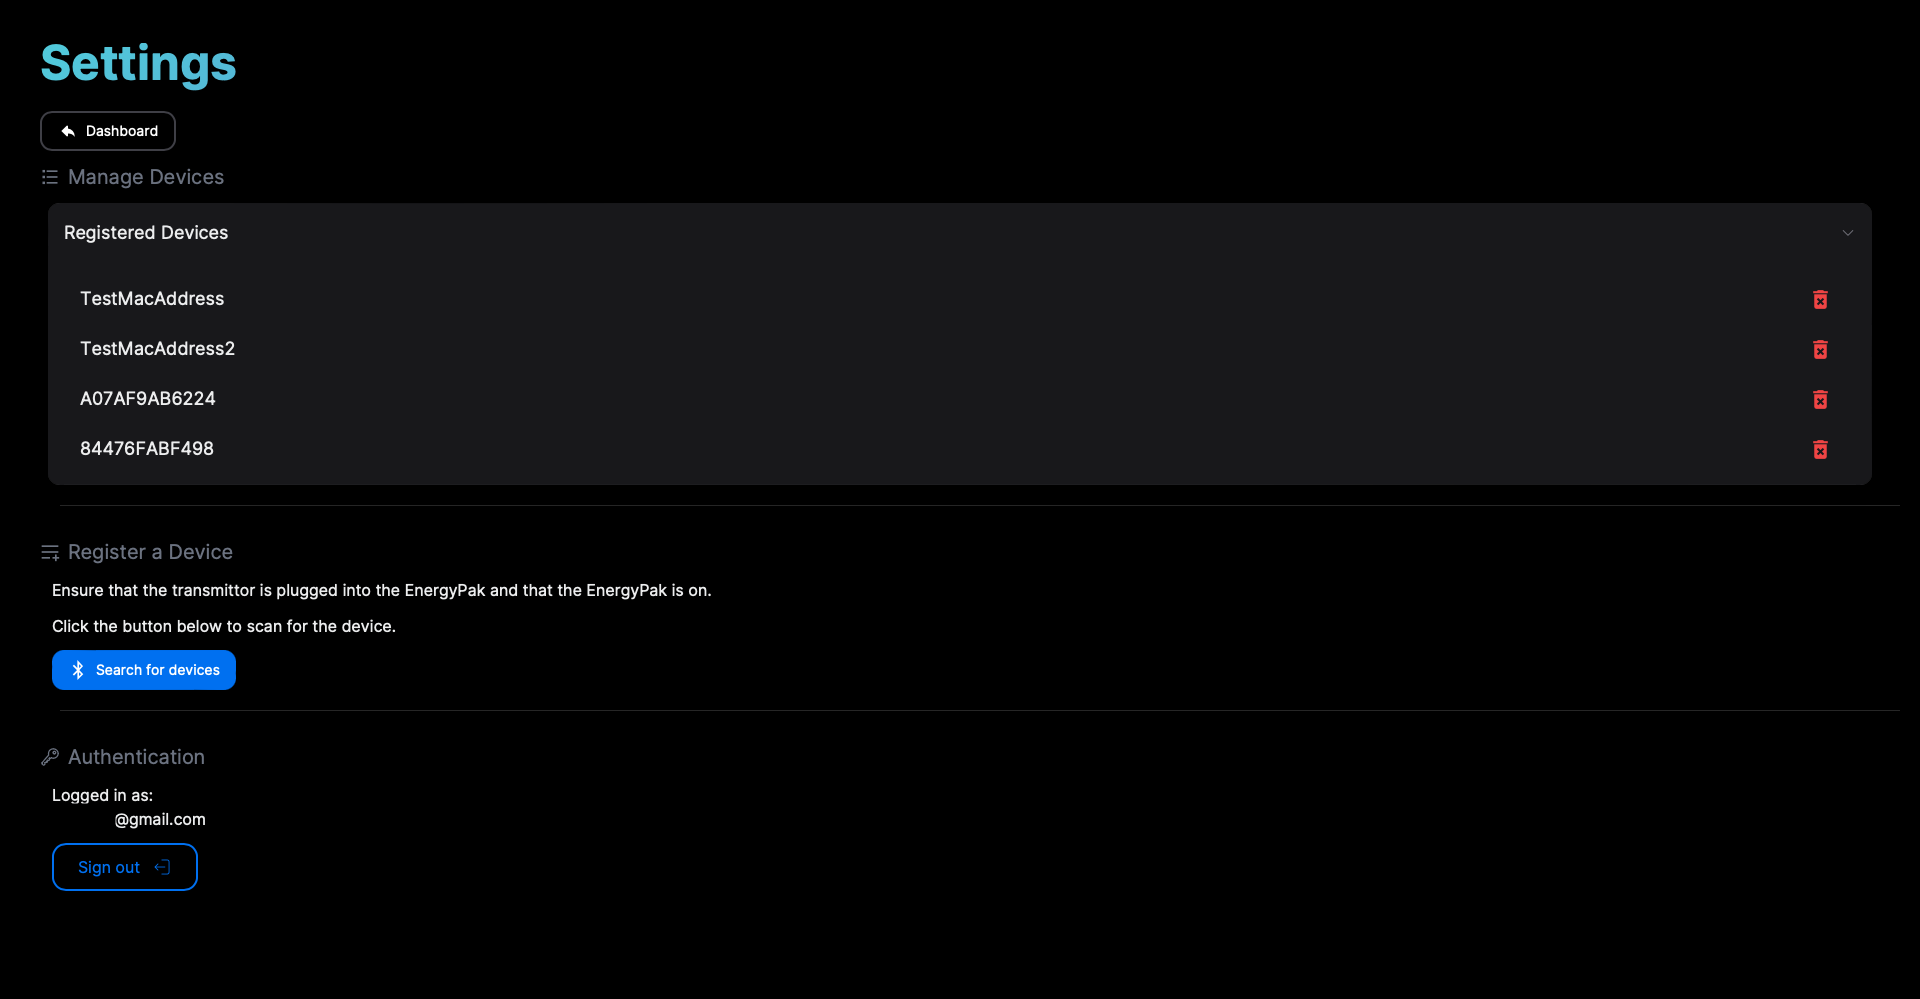 Settings
Dashboard
Manage Devices
Registered Devices
TestMacAddress
TestMacAddress2
A07AF9AB6224
84476FABF498
Register a Device
Ensure that the transmittor is plugged into the EnergyPak and that the EnergyPak is on.
Click the button below to scan for the device.
Search for devices
Authentication
Logged in as:
@gmail.com
Sign out